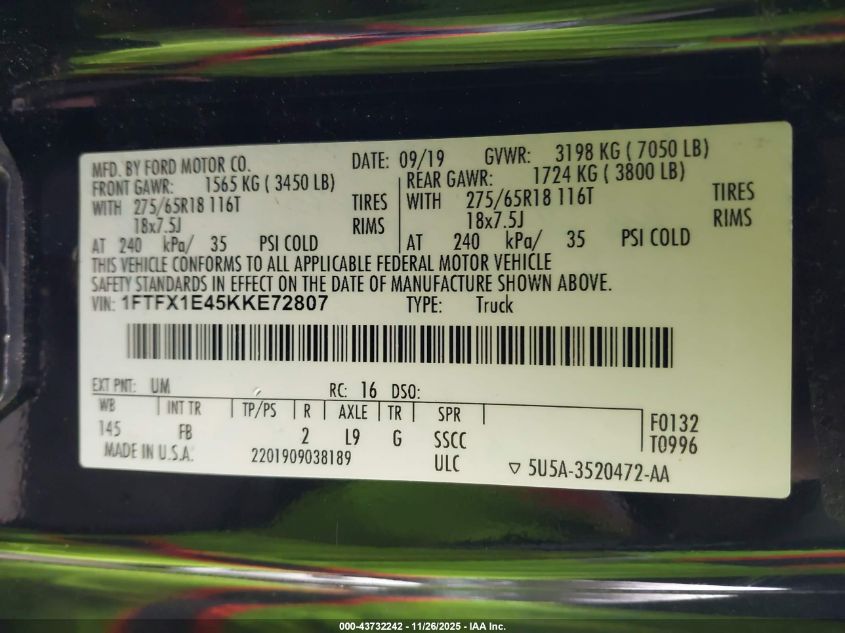 MFD. BY FORD MOTOR CO. DATE: 09/19 GVWR: 3198 KG ( 7050 LB)
FRONT GAWR: 1565 KG ( 3450 LB) REAR GAWR: 1724 KG ( 3800 LB)
WITH 275/65R18 116T TIRES WITH 275/65R18 116T TIRES
18x7.5J RIMS 18x7.5J RIMS
AT 240 kPa/ 35 PSI COLD AT 240 kPa/ 35 PSI COLD
THIS VEHICLE CONFORMS TO ALL APPLICABLE FEDERAL MOTOR VEHICLE
SAFETY STANDARDS IN EFFECT ON THE DATE OF MANUFACTURE SHOWN ABOVE.
VIN: 1FTFX1E45KKE72807 TYPE: Truck
EXT PNT: UM RC: 16 DSO:
WB INT TR TP/PS R AXLE TR SPR
145 FB 2 L9 G SSCC F0132
T0996
MADE IN U.S.A. 2201909038189 ULC 5U5A-3520472-AA
000-43732242 - 11/26/2025 - IAA Inc.